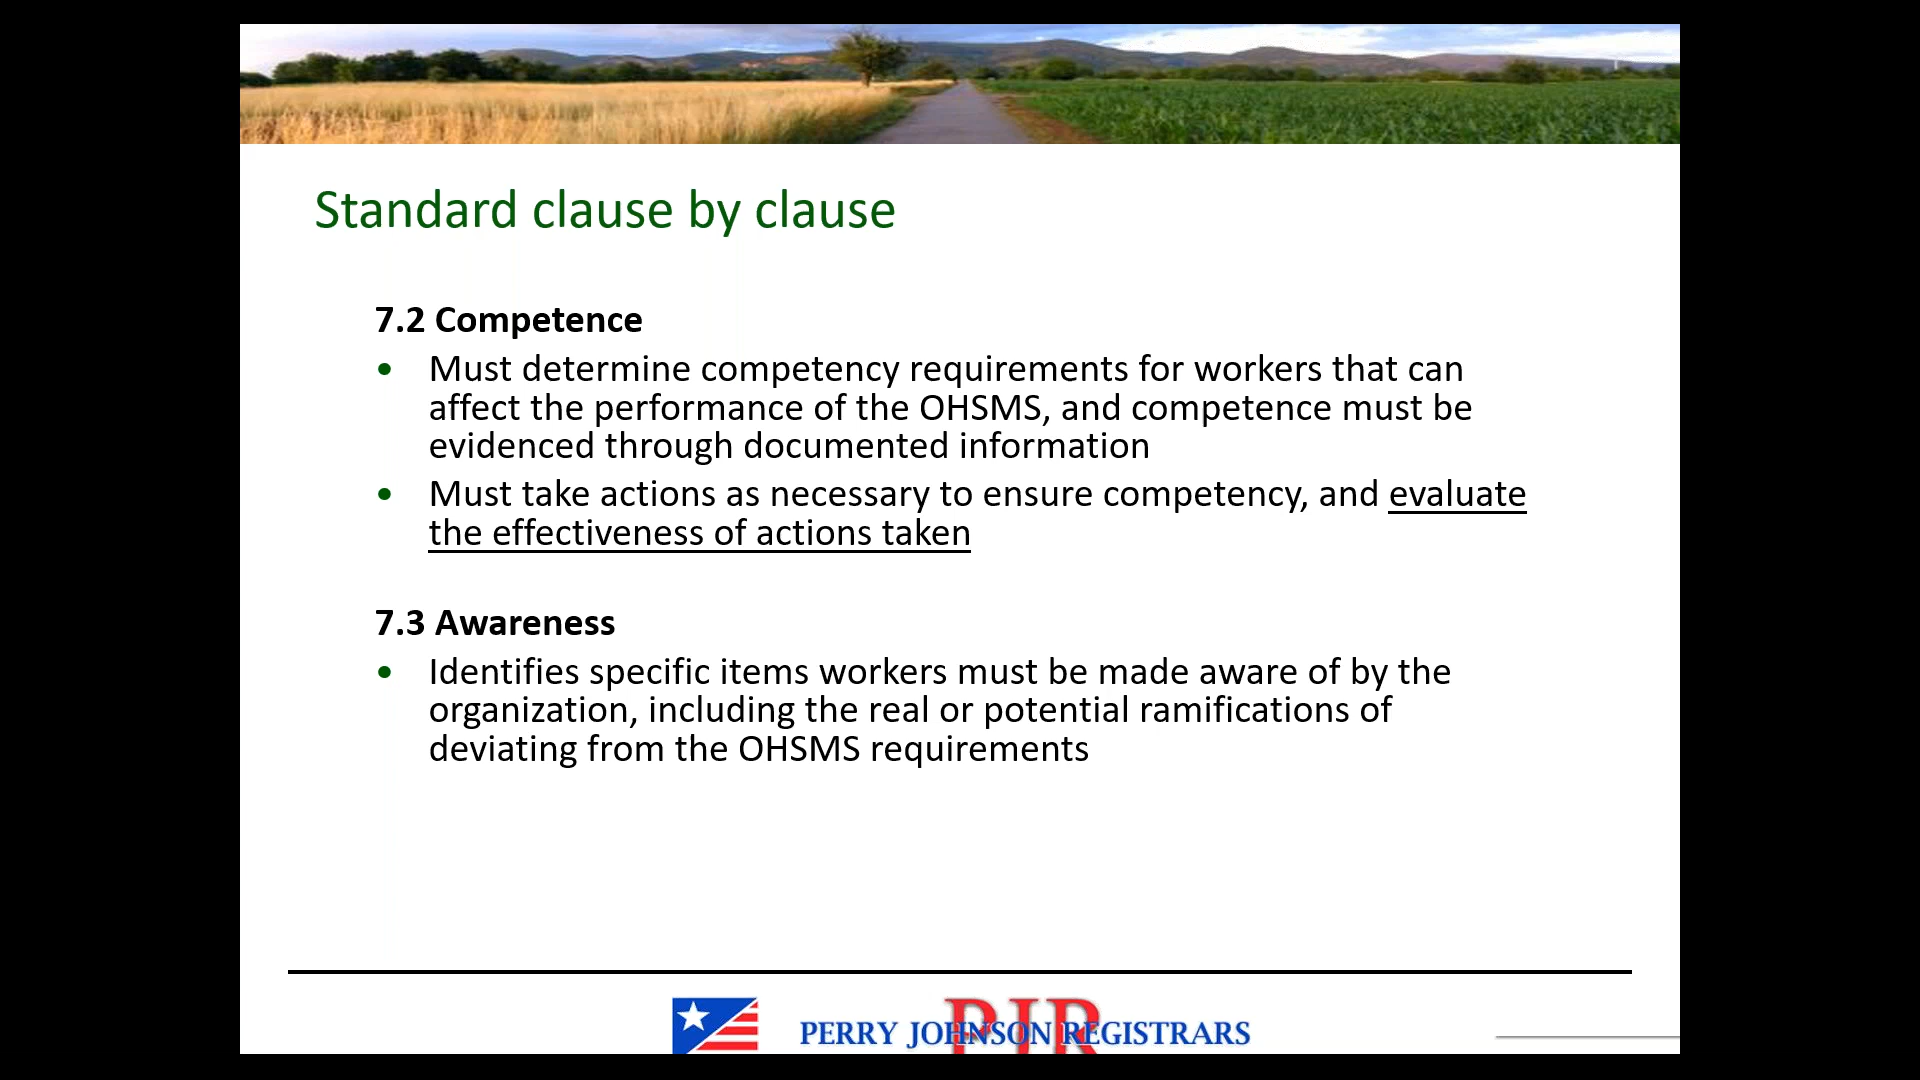 Standard clause by clause
7.2 Competence
• Must determine competency requirements for workers that can
affect the performance of the OHSMS, and competence must be
evidenced through documented information
• Must take actions as necessary to ensure competency, and evaluate
the effectiveness of actions taken
7.3 Awareness
• Identifies specific items workers must be made aware of by the
organization, including the real or potential ramifications of
deviating from the OHSMS requirements
PJR
PERRY JOHNSON REGISTRARS